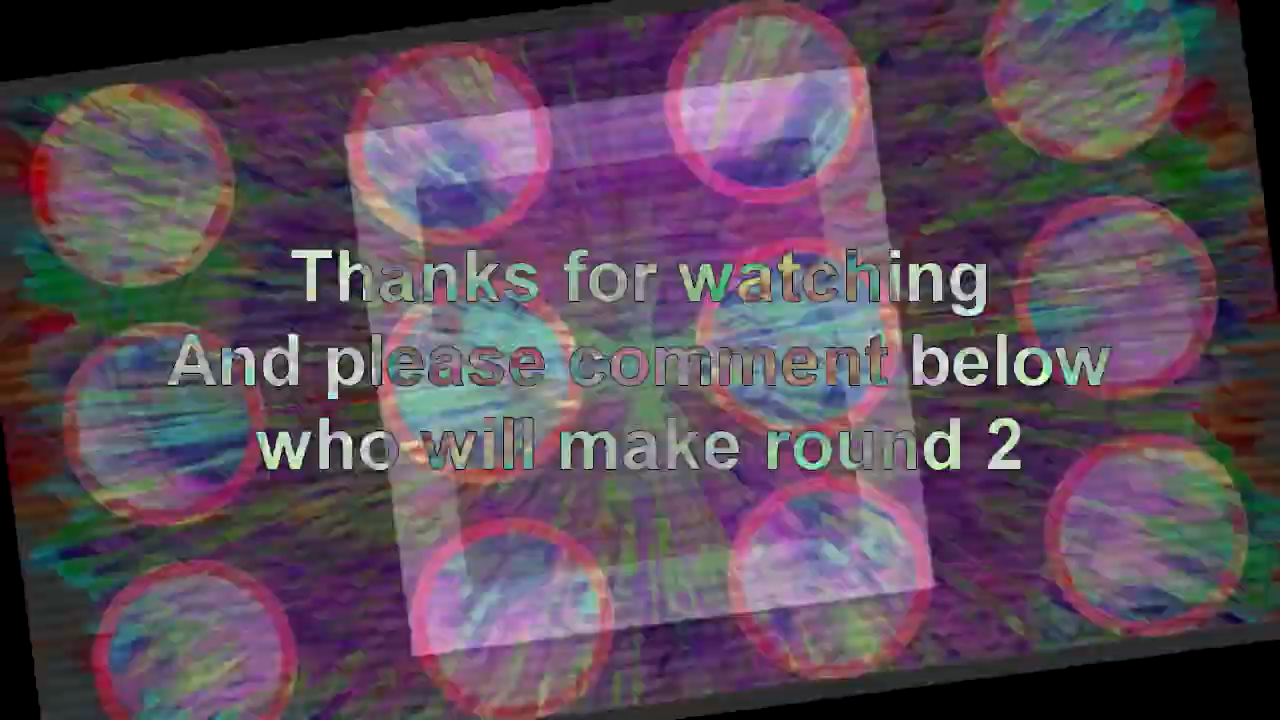 Thanks for watching
And please comment below
who will make round 2